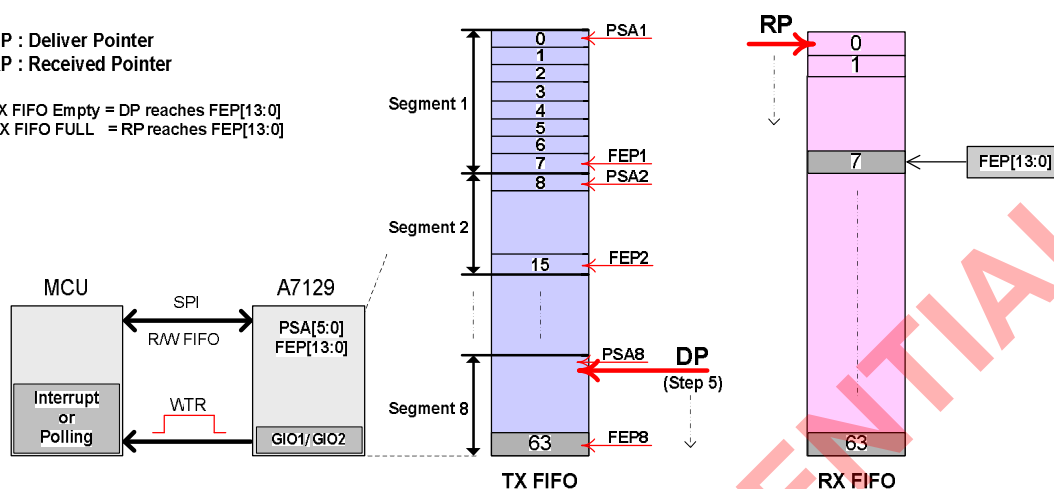 P : Deliver Pointer
P : Received Pointer
X FIFO Empty = DP reaches FEP[13:0]
X FIFO FULL = RP reaches FEP[13:0]
MCU
SPI
R/W FIFO
A7129
PSA[5:0]
FEP[13:0]
Interrupt
or
Polling
WTR
GIO1/GIO2
Segment 1
Segment 2
Segment 8
0
1
2
3
4
5
6
7
8
15
63
PSA1
FEP1
PSA2
FEP2
PSA8
DP
(Step 5)
FEP8
TX FIFO
RP
0
1
7
FEP[13:0]
63
RX FIFO
ENTIAL